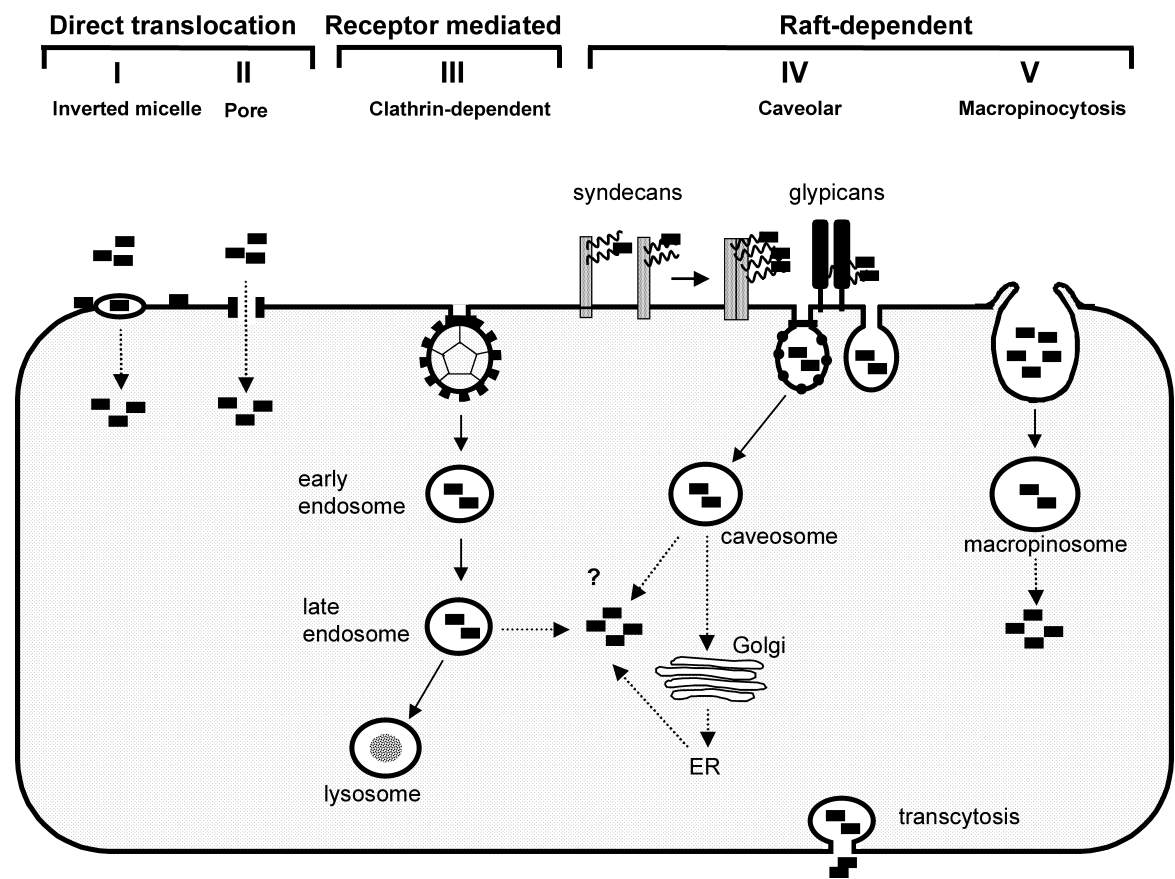 Direct translocation
Receptor mediated
Raft-dependent
I
II
III
IV
V
Inverted micelle
Pore
Clathrin-dependent
Caveolar
Macropinocytosis
syndecans
glypicans
early
endosome
caveosome
macropinosome
?
late
endosome
Golgi
ER
lysosome
transcytosis